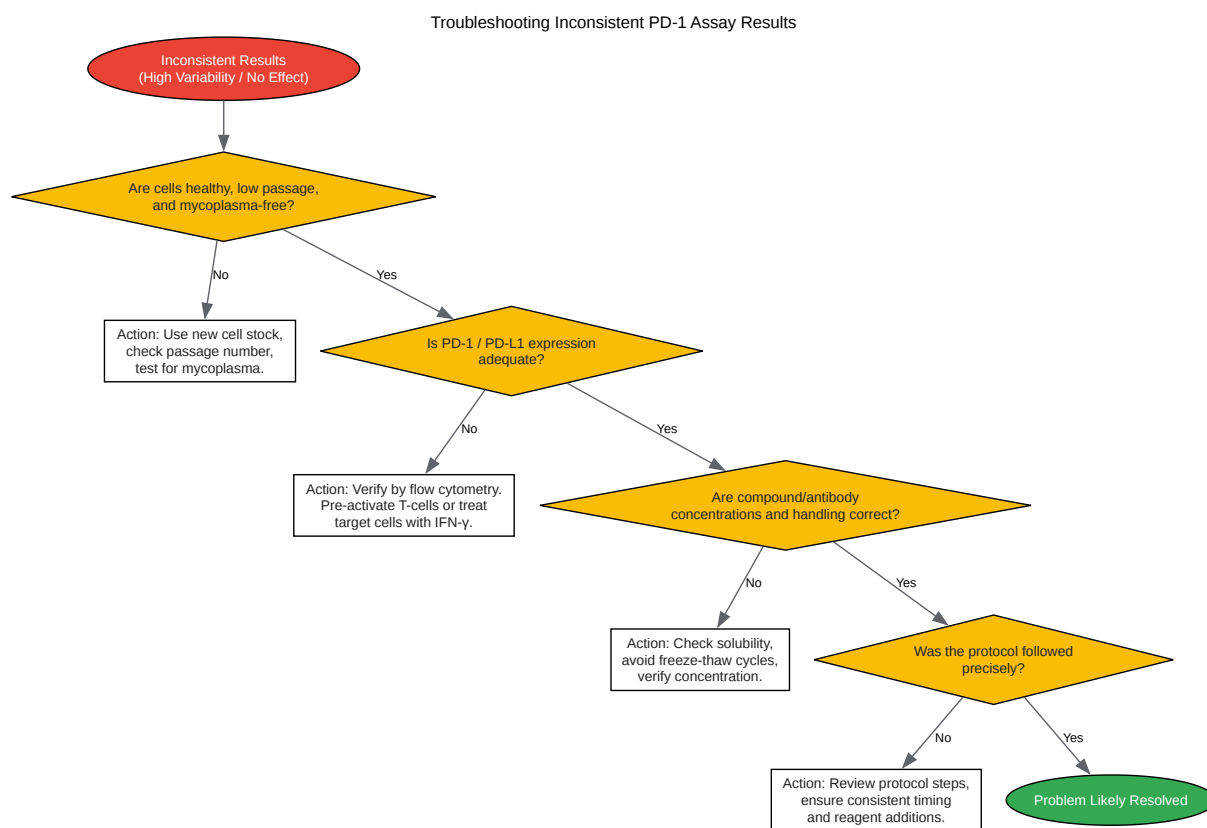 Troubleshooting Inconsistent PD-1 Assay Results
Inconsistent Results
(High Variability / No Effect)
Are cells healthy, low passage,
and mycoplasma-free?
No
Yes
Action: Use new cell stock,
check passage number,
test for mycoplasma.
Is PD-1 / PD-L1 expression
adequate?
No
Yes
Action: Verify by flow cytometry.
Pre-activate T-cells or treat
target cells with IFN-γ.
Are compound/antibody
concentrations and handling correct?
No
Yes
Action: Check solubility,
avoid freeze-thaw cycles,
verify concentration.
Was the protocol followed
precisely?
No
Yes
Action: Review protocol steps,
ensure consistent timing
and reagent additions.
Problem Likely Resolved